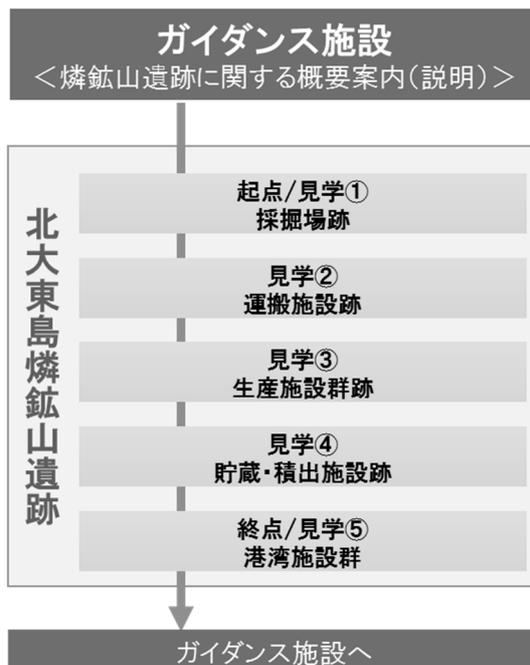 ガイダンス施設
＜燐鉱山遺跡に関する概要案内(説明)＞
北大東島燐鉱山遺跡
起点/見学①
採掘場跡
見学②
運搬施設跡
見学③
生産施設群跡
見学④
貯蔵・積出施設跡
終点/見学⑤
港湾施設群
ガイダンス施設へ